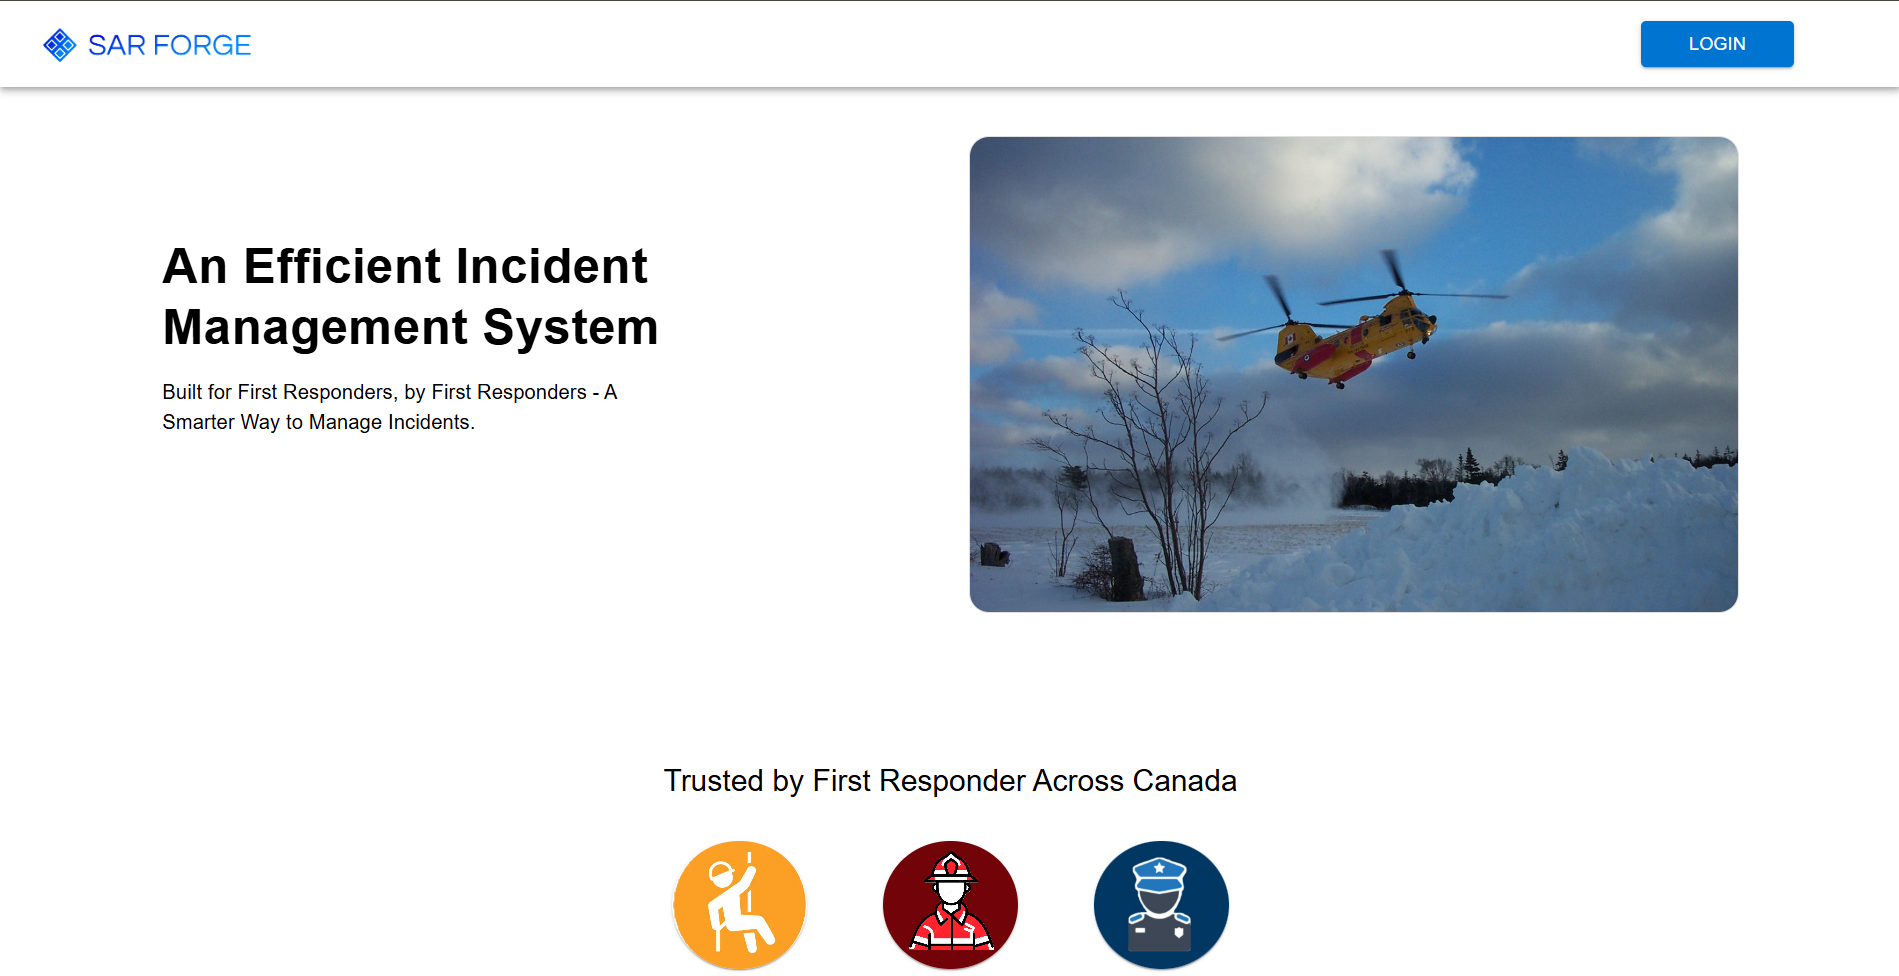 SAR FORGE
LOGIN
An Efficient Incident
Management System
Built for First Responders, by First Responders - A
Smarter Way to Manage Incidents.
Trusted by First Responder Across Canada